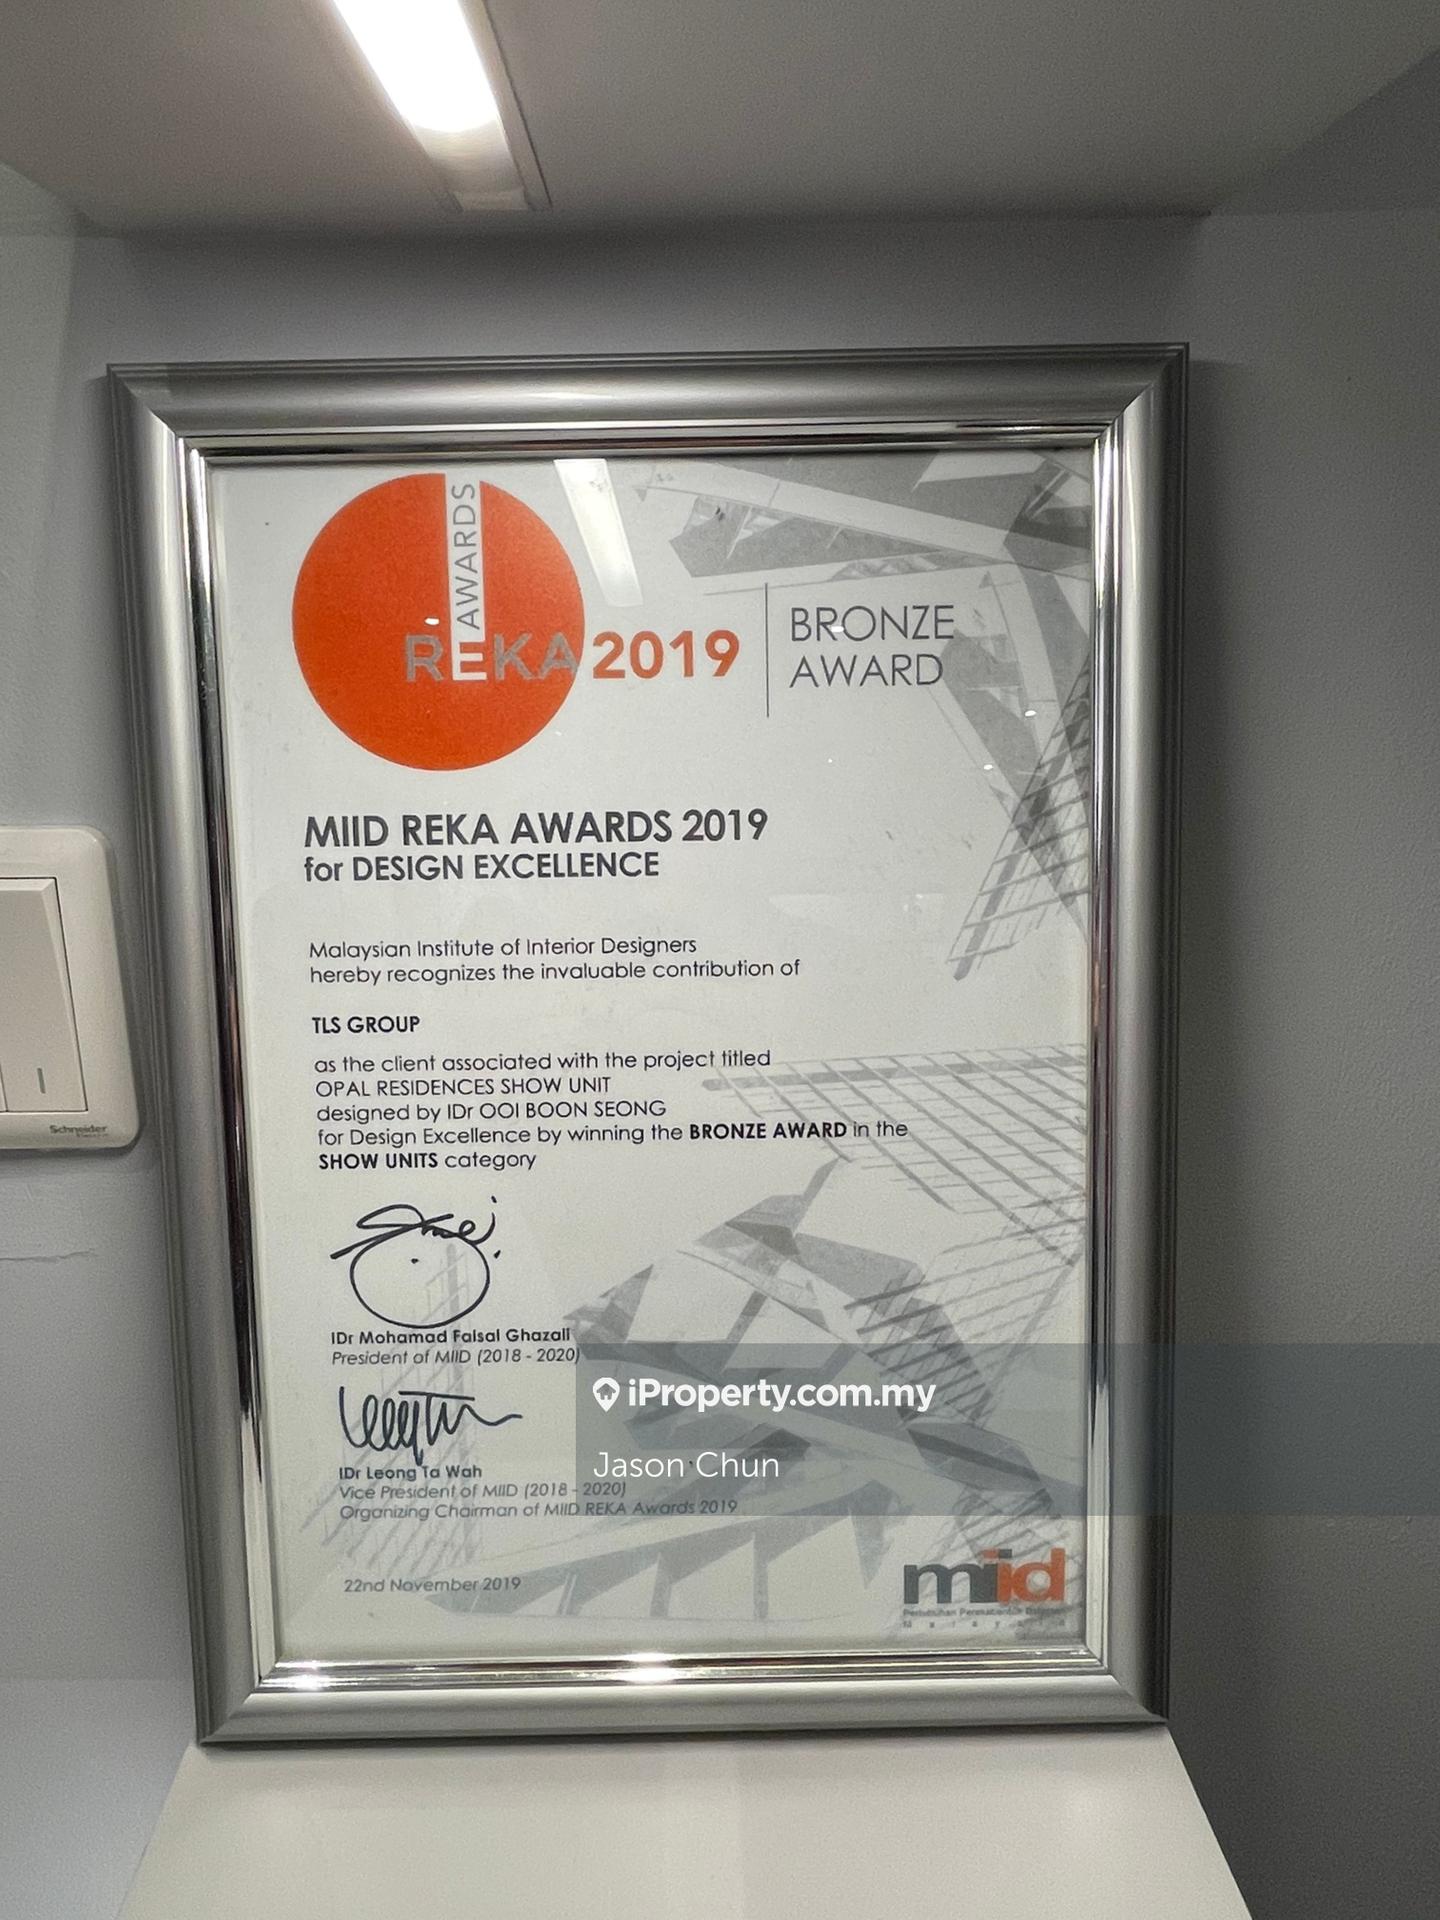 AWARDS
REKA 2019
BRONZE
AWARD
MIID REKA AWARDS 2019
for DESIGN EXCELLENCE
Malaysian Institute of Interior Designers
hereby recognizes the invaluable contribution of
TLS GROUP
as the client associated with the project titled
OPAL RESIDENCES SHOW UNIT
designed by IDr OOI BOON SEONG
for Design Excellence by winning the BRONZE AWARD in the
SHOW UNITS category
Schneider
IDr Mohamad Faisal Ghazali
President of MIID (2018 - 2020)
iProperty.com.my
Jason Chun
IDr Leong Ta Wah
Vice President of MIID (2018 - 2020)
Organizing Chairman of MIID REKA Awards 2019
22nd November 2019
miid